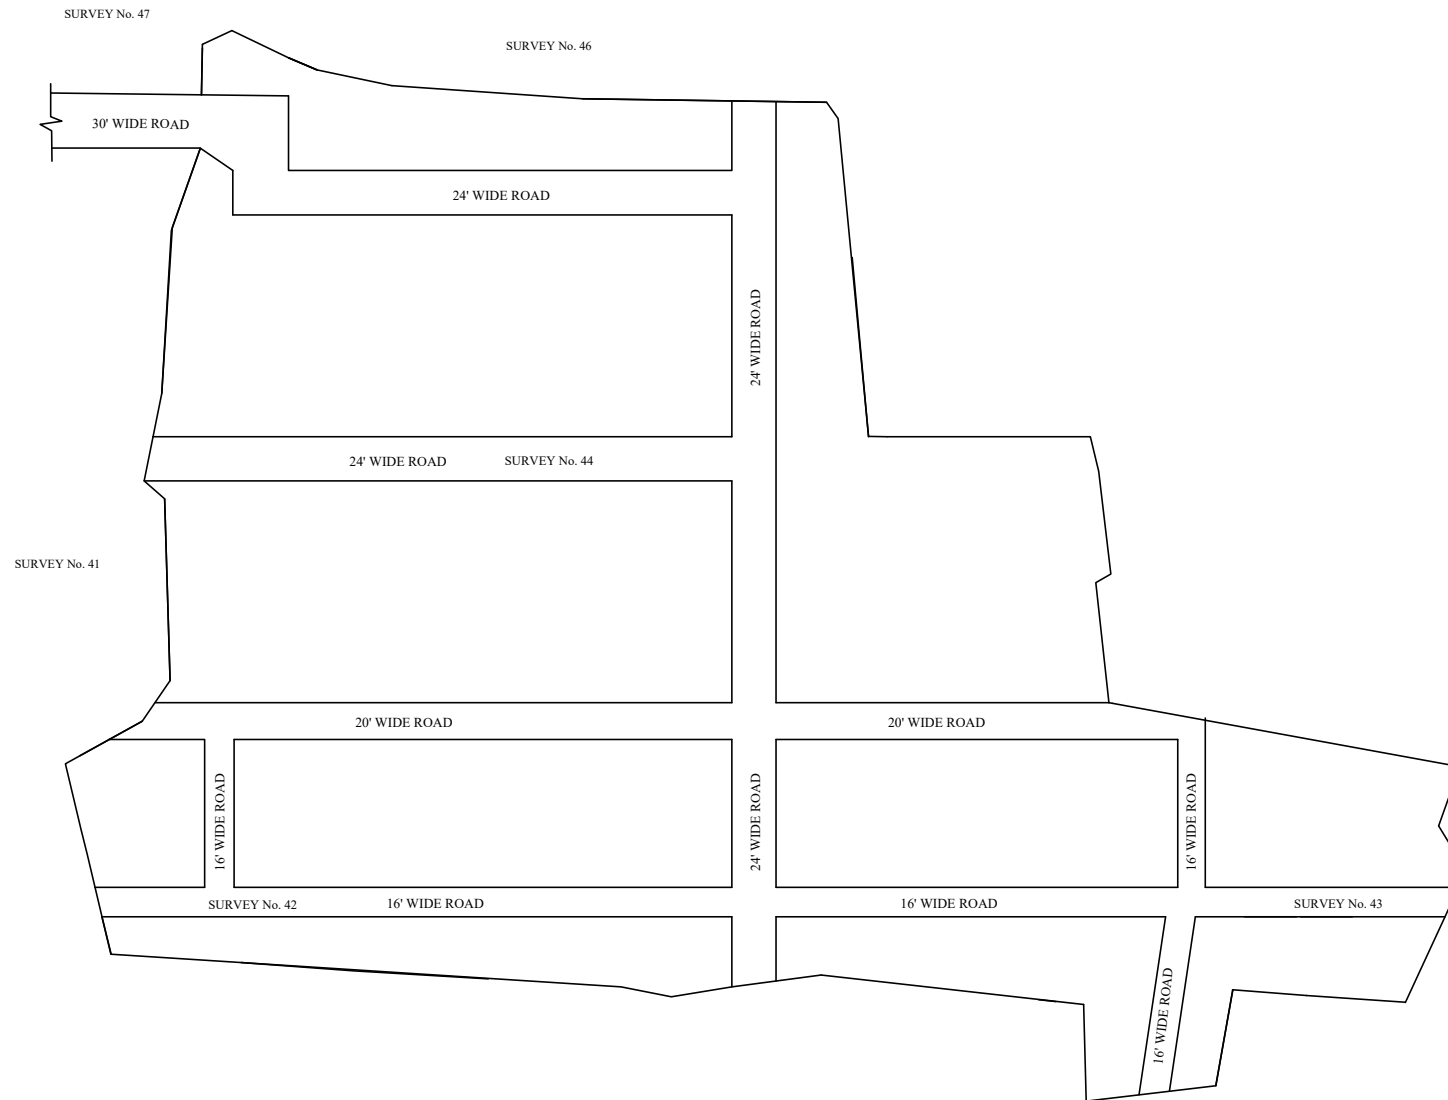 SURVEY No. 47
SURVEY No. 46
30' WIDE ROAD
24' WIDE ROAD
24' WIDE ROAD
24' WIDE ROAD
SURVEY No. 44
SURVEY No. 41
20' WIDE ROAD
20' WIDE ROAD
16' WIDE ROAD
24' WIDE ROAD
16' WIDE ROAD
SURVEY No. 42
16' WIDE ROAD
16' WIDE ROAD
SURVEY No. 43
16' WIDE ROAD